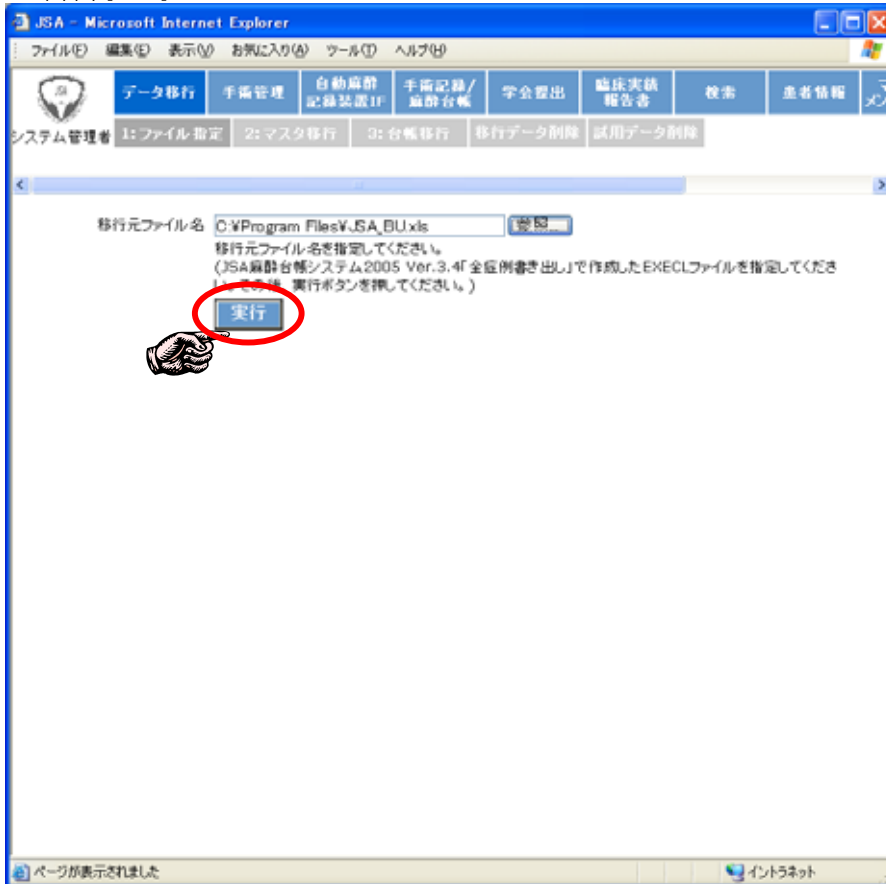 JSA - Microsoft Internet Explorer
ファイル(F) 編集(E) 表示(V) お気に入り(A) ツール(T) ヘルプ(H)
JSA
データ移行 手術管理 自動麻酔記録装置IF 手術記録/麻酔台帳 学会提出 臨床実績報告書 検索 患者情報
システム管理者 1:ファイル指定 2:マスタ移行 3:台帳移行 移行データ削除 試用データ削除
移行元ファイル名 C:¥Program Files¥JSA_BU.xls 参照...
移行元ファイル名を指定してください。
(JSA麻酔台帳システム2005 Ver.3.4「全症例書き出し」で作成したEXECLファイルを指定してくださ
い。その後、実行ボタンを押してください。)
実行
ページが表示されました イントラネット